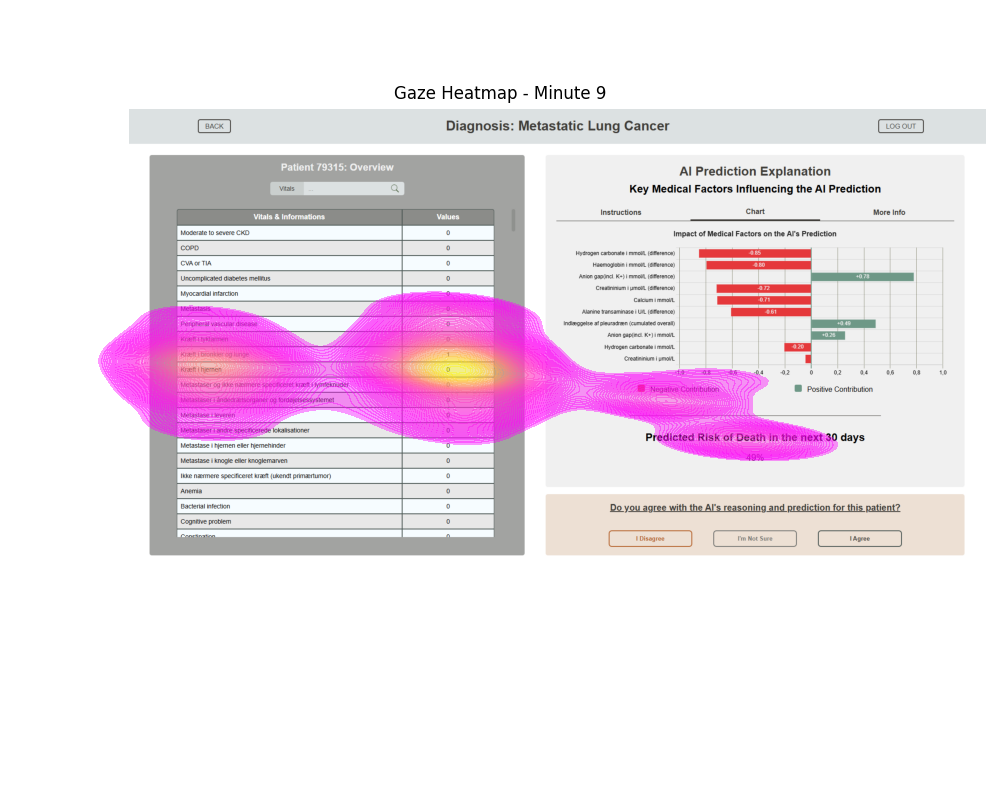 Gaze Heatmap - Minute 9
BACK
Diagnosis: Metastatic Lung Cancer
LOG OUT
Patient 79315: Overview
Vitals ...
Vitals & Informations Values
Moderate to severe CKD 0
COPD 0
CVA or TIA 0
Uncomplicated diabetes mellitus 0
Myocardial infarction 0
Metastasis 0
Peripheral vascular disease 0
Kræft i tyktarmen 0
Kræft i bronkier og lunge 1
Kræft i hjernen 0
Metastaser og ikke nærmere specificeret kræft i lymfeknuder 0
Metastaser i åndedrætsorganer og fordøjelsessystemet 0
Metastase i leveren 0
Metastaser i andre specificerede lokalisationer 0
Metastase i hjernen eller hjernehinder 0
Metastase i knogle eller knoglemarven 0
Ikke nærmere specificeret kræft (ukendt primærtumor) 0
Anemia 0
Bacterial infection 0
Cognitive problem 0
Constipation 0
AI Prediction Explanation
Key Medical Factors Influencing the AI Prediction
Instructions Chart More Info
Impact of Medical Factors on the AI's Prediction
Hydrogen carbonate i mmol/L (difference) -0.85
Haemoglobin i mmol/L (difference) -0.80
Anion gap(incl. K+) i mmol/L (difference) +0.78
Creatininium i µmol/L (difference) -0.72
Calcium i mmol/L -0.71
Alanine transaminase i U/L (difference) -0.61
Indlæggelse af pleuradræn (cumulated overall) +0.49
Anion gap(incl. K+) i mmol/L +0.26
Hydrogen carbonate i mmol/L -0.20
Creatininium i µmol/L
-1,0 -0,8 -0,6 -0,4 -0,2 0 0,2 0,4 0,6 0,8 1,0
Negative Contribution Positive Contribution
Predicted Risk of Death in the next 30 days
Do you agree with the AI's reasoning and prediction for this patient?
I Disagree I'm Not Sure I Agree